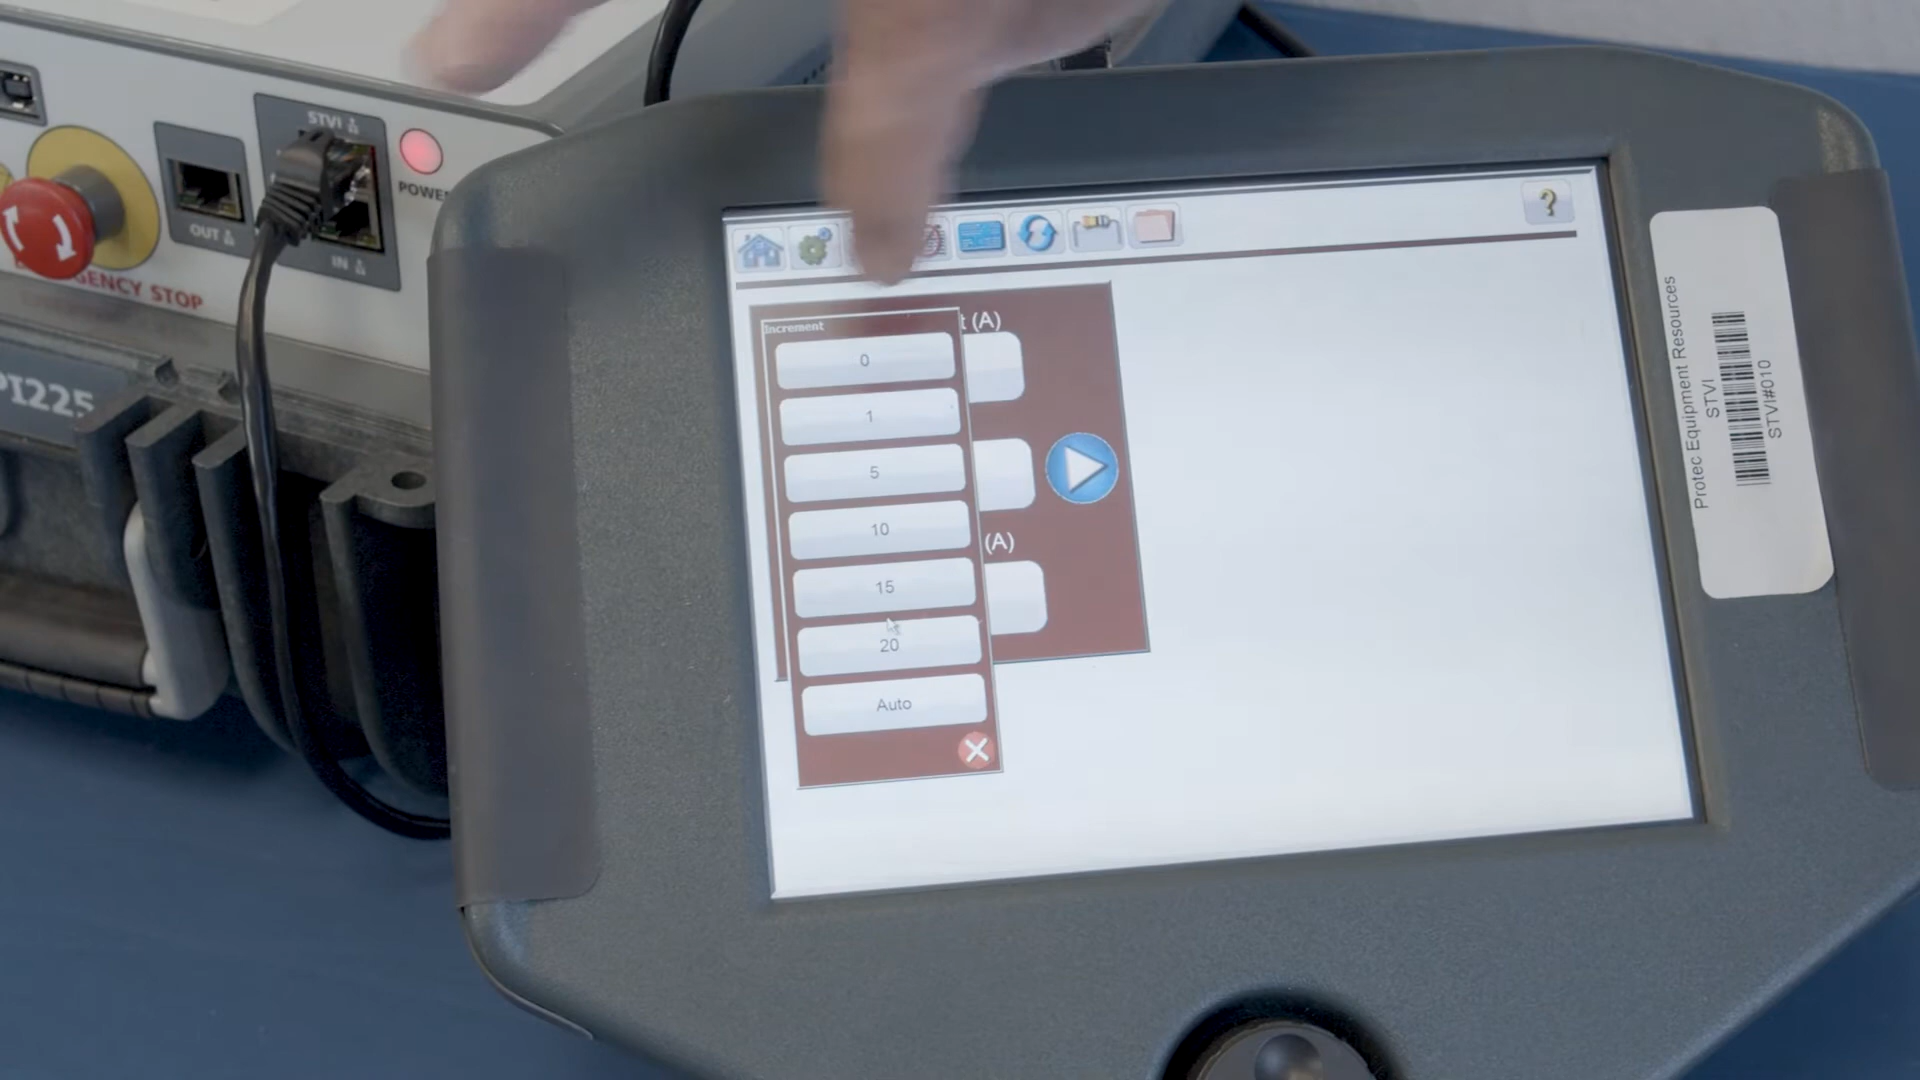 STVI
POWE
OUT
IN
GENCY STOP
PI225
?
Increment
t (A)
0
1
5
10
(A)
15
20
Auto
Protec Equipment Resources
STVI
STVI#010